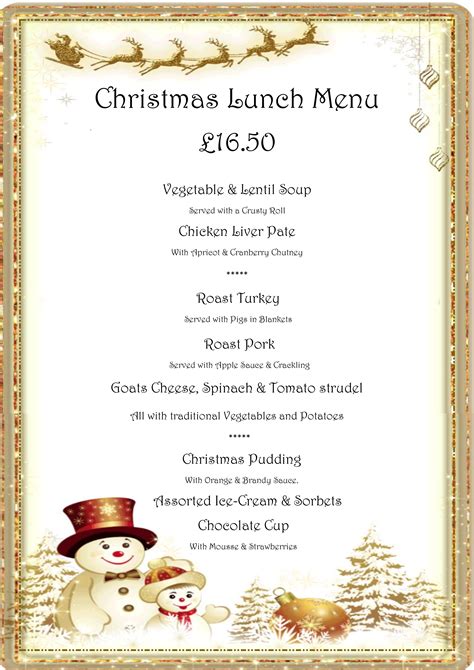 Christmas Lunch Menu
£16.50
Vegetable & Lentil Soup
Served with a Crusty Roll
Chicken Liver Pate
With Apricot & Cranberry Chutney
*****
Roast Turkey
Served with Pigs in Blankets
Roast Pork
Served with Apple Sauce & Crackling
Goats Cheese, Spinach & Tomato strudel
All with traditional Vegetables and Potatoes
*****
Christmas Pudding
With Orange & Brandy Sauce.
Assorted Ice-Cream & Sorbets
Chocolate Cup
With Mousse & Strawberries